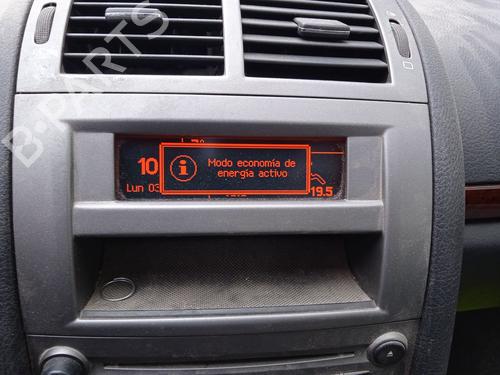 10
Modo economía de
energía activo
Lun 03
19.5
B-PARTS